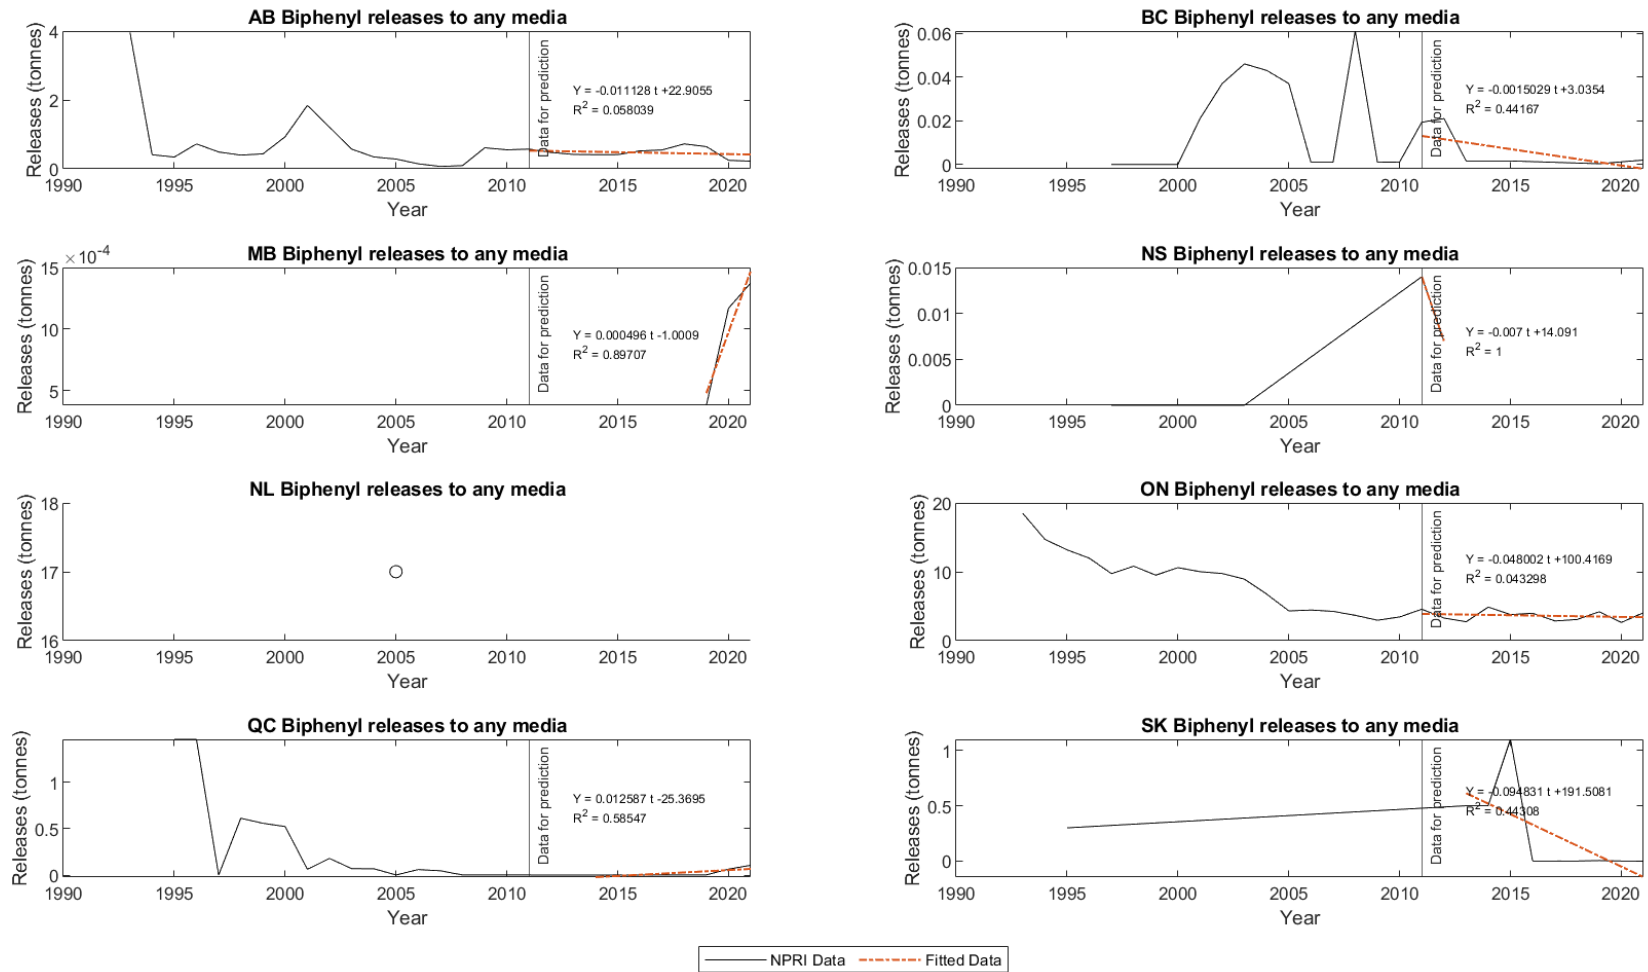 AB Biphenyl releases to any media
Releases (tonnes)
4
2
0
Data for prediction
Y = -0.011128 t +22.9055
R² = 0.058039
1990 1995 2000 2005 2010 2015 2020
Year
BC Biphenyl releases to any media
Releases (tonnes)
0.06
0.04
0.02
0
Data for prediction
Y = -0.0015029 t +3.0354
R² = 0.44167
1990 1995 2000 2005 2010 2015 2020
Year
MB Biphenyl releases to any media
× 10⁻⁴
Releases (tonnes)
15
10
5
Data for prediction
Y = 0.000496 t -1.0009
R² = 0.89707
1990 1995 2000 2005 2010 2015 2020
Year
NS Biphenyl releases to any media
Releases (tonnes)
0.015
0.01
0.005
0
Data for prediction
Y = -0.007 t +14.091
R² = 1
1990 1995 2000 2005 2010 2015 2020
Year
NL Biphenyl releases to any media
Releases (tonnes)
18
17
16
1990 1995 2000 2005 2010 2015 2020
Year
ON Biphenyl releases to any media
Releases (tonnes)
20
10
0
Data for prediction
Y = -0.048002 t +100.4169
R² = 0.043298
1990 1995 2000 2005 2010 2015 2020
Year
QC Biphenyl releases to any media
Releases (tonnes)
1
0.5
0
Data for prediction
Y = 0.012587 t -25.3695
R² = 0.58547
1990 1995 2000 2005 2010 2015 2020
Year
SK Biphenyl releases to any media
Releases (tonnes)
1
0.5
0
Data for prediction
Y = -0.094831 t +191.5081
R² = 0.44308
1990 1995 2000 2005 2010 2015 2020
Year
NPRI Data Fitted Data